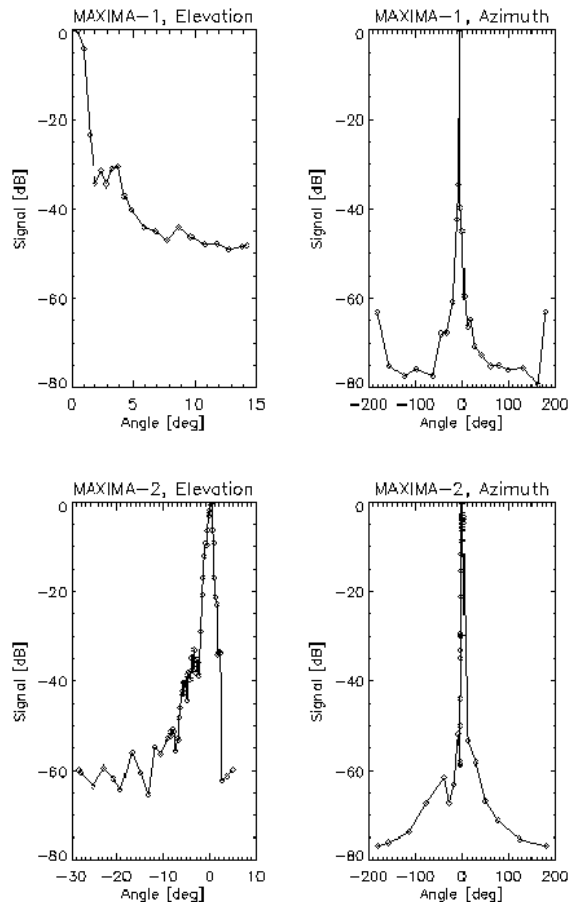 MAXIMA-1, Elevation
0
-20
-40
-60
-80
Signal [dB]
0 5 10 15
Angle [deg]
MAXIMA-1, Azimuth
0
-20
-40
-60
-80
Signal [dB]
-200 -100 0 100 200
Angle [deg]
MAXIMA-2, Elevation
0
-20
-40
-60
-80
Signal [dB]
-30 -20 -10 0 10
Angle [deg]
MAXIMA-2, Azimuth
0
-20
-40
-60
-80
Signal [dB]
-200 -100 0 100 200
Angle [deg]